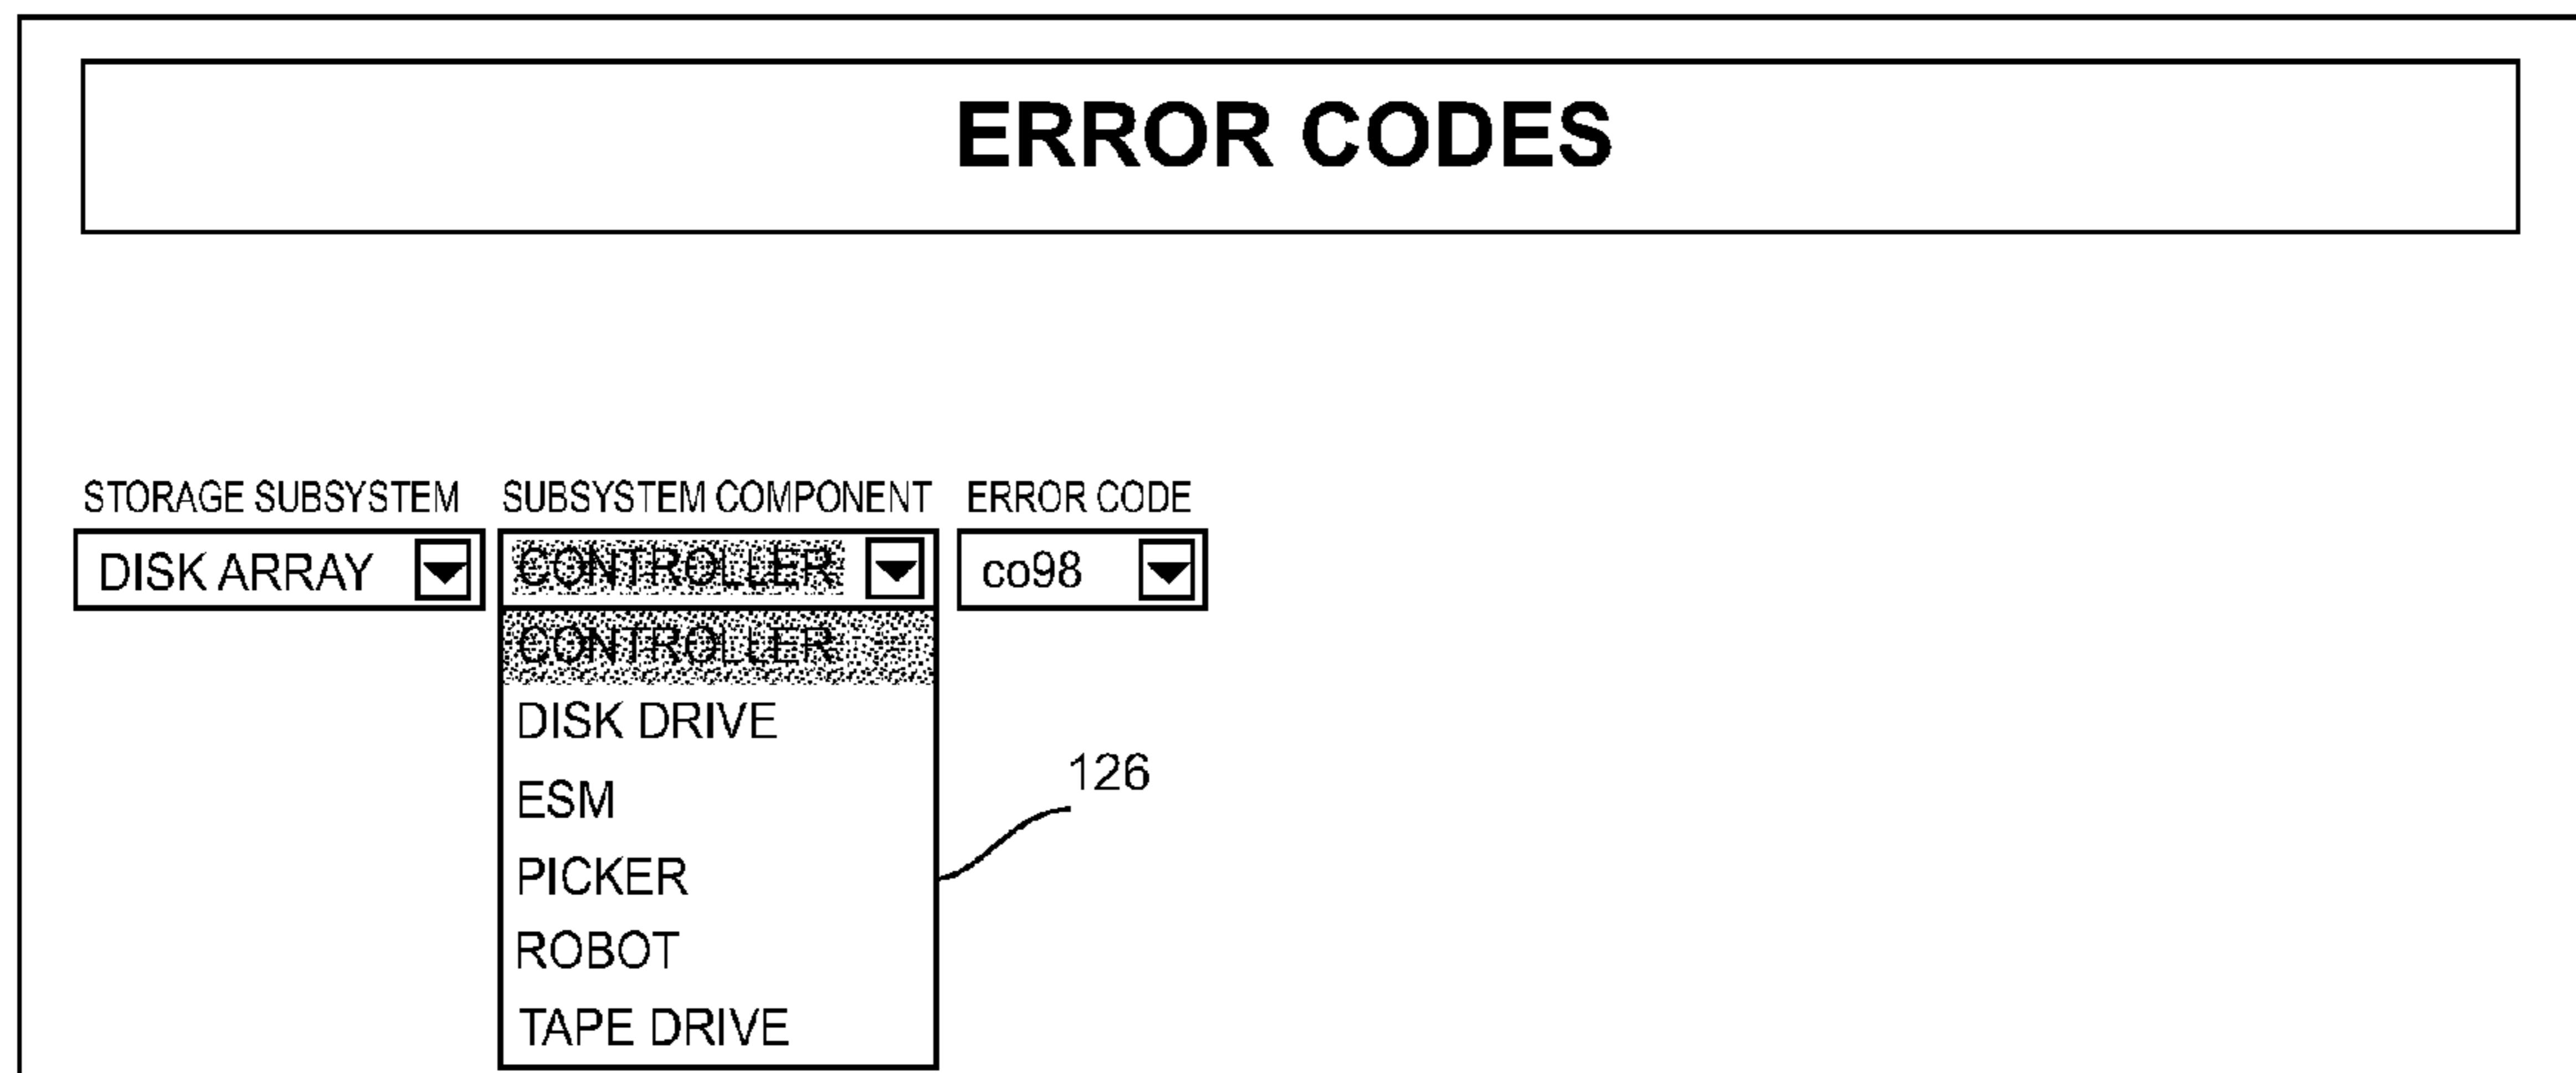 ERROR CODES
STORAGE SUBSYSTEM SUBSYSTEM COMPONENT ERROR CODE
DISK ARRAY CONTROLLER co98
CONTROLLER
DISK DRIVE
126
ESM
PICKER
ROBOT
TAPE DRIVE